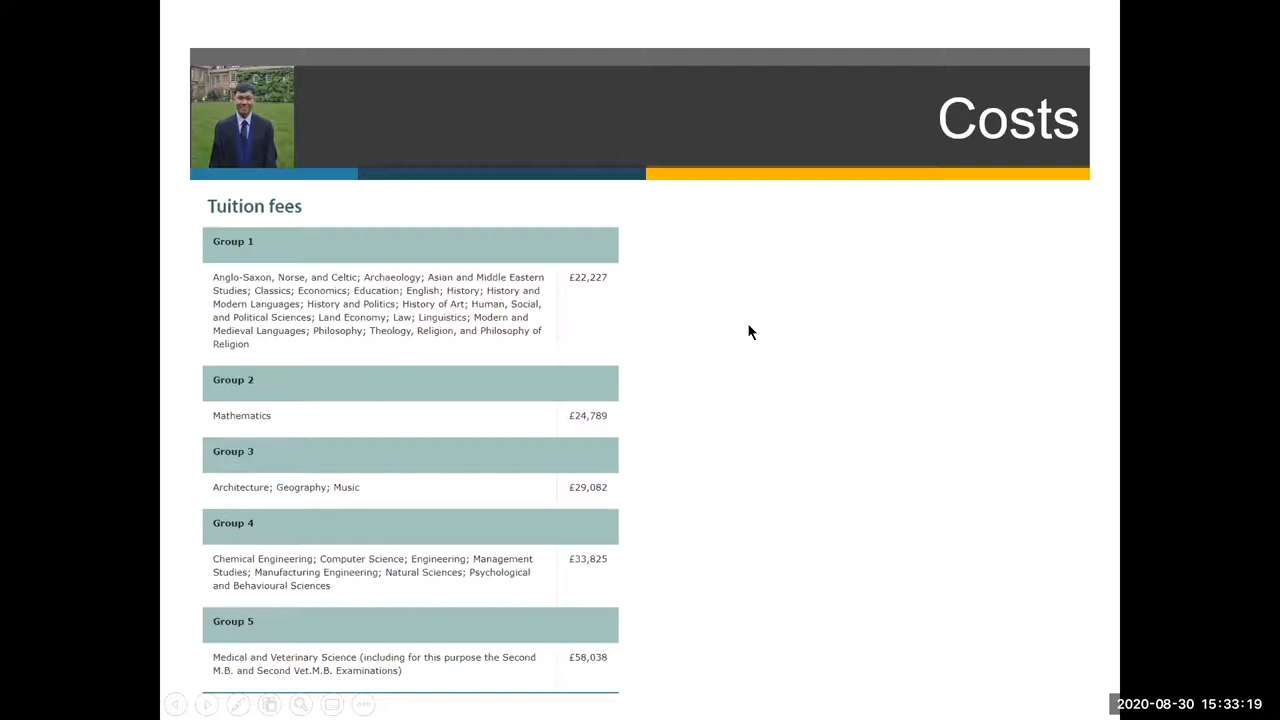 Costs
Tuition fees
Group 1
Anglo-Saxon, Norse, and Celtic; Archaeology; Asian and Middle Eastern £22,227
Studies; Classics; Economics; Education; English; History; History and
Modern Languages; History and Politics; History of Art; Human, Social,
and Political Sciences; Land Economy; Law; Linguistics; Modern and
Medieval Languages; Philosophy; Theology, Religion, and Philosophy of
Religion
Group 2
Mathematics £24,789
Group 3
Architecture; Geography; Music £29,082
Group 4
Chemical Engineering; Computer Science; Engineering; Management £33,825
Studies; Manufacturing Engineering; Natural Sciences; Psychological
and Behavioural Sciences
Group 5
Medical and Veterinary Science (including for this purpose the Second £58,038
M.B. and Second Vet.M.B. Examinations)
2020-08-30 15:33:19